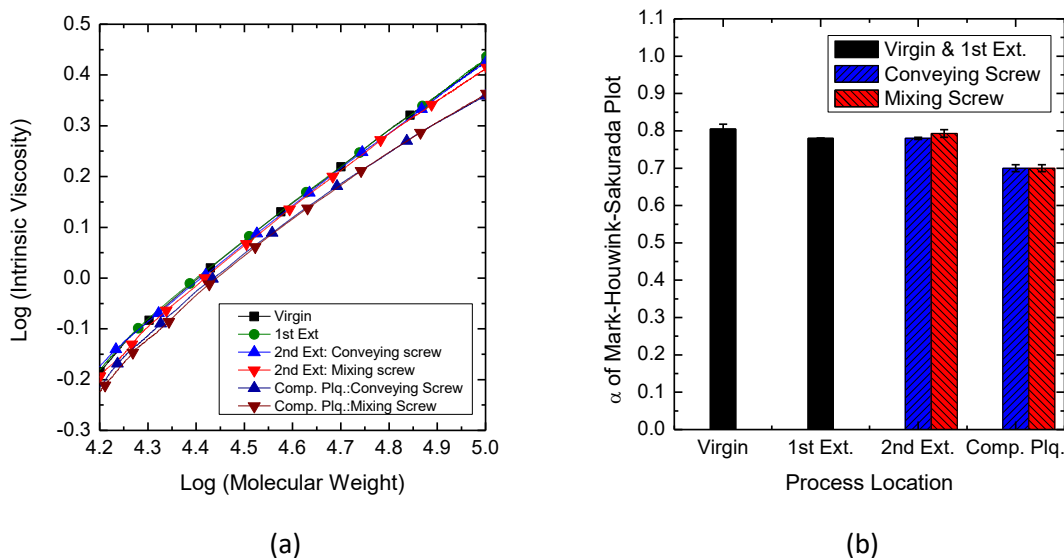 0.5
0.4
0.3
0.2
0.1
0.0
-0.1
-0.2
-0.3
Log (Intrinsic Viscosity)
4.2 4.3 4.4 4.5 4.6 4.7 4.8 4.9 5.0
Log (Molecular Weight)
Virgin
1st Ext
2nd Ext: Conveying screw
2nd Ext: Mixing screw
Comp. Plq.:Conveying Screw
Comp. Plq.:Mixing Screw
(a)
1.1
1.0
0.9
0.8
0.7
0.6
0.5
0.4
0.3
0.2
0.1
0.0
α of Mark-Houwink-Sakurada Plot
Virgin & 1st Ext.
Conveying Screw
Mixing Screw
Virgin 1st Ext. 2nd Ext. Comp. Plq.
Process Location
(b)